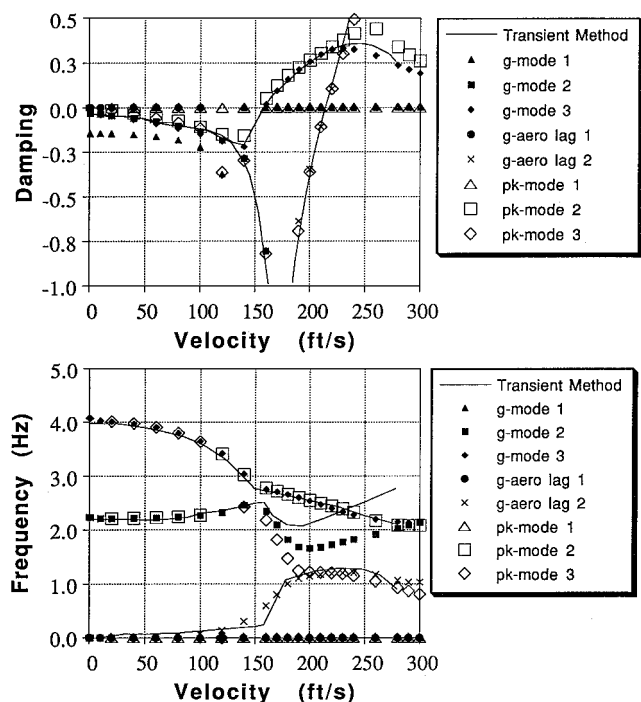 0.5
0.3
0.0
-0.3
-0.5
-0.8
-1.0
Damping
0 50 100 150 200 250 300
Velocity (ft/s)
Transient Method
g-mode 1
g-mode 2
g-mode 3
g-aero lag 1
g-aero lag 2
pk-mode 1
pk-mode 2
pk-mode 3
5.0
4.0
3.0
2.0
1.0
0.0
Frequency (Hz)
0 50 100 150 200 250 300
Velocity (ft/s)
Transient Method
g-mode 1
g-mode 2
g-mode 3
g-aero lag 1
g-aero lag 2
pk-mode 1
pk-mode 2
pk-mode 3